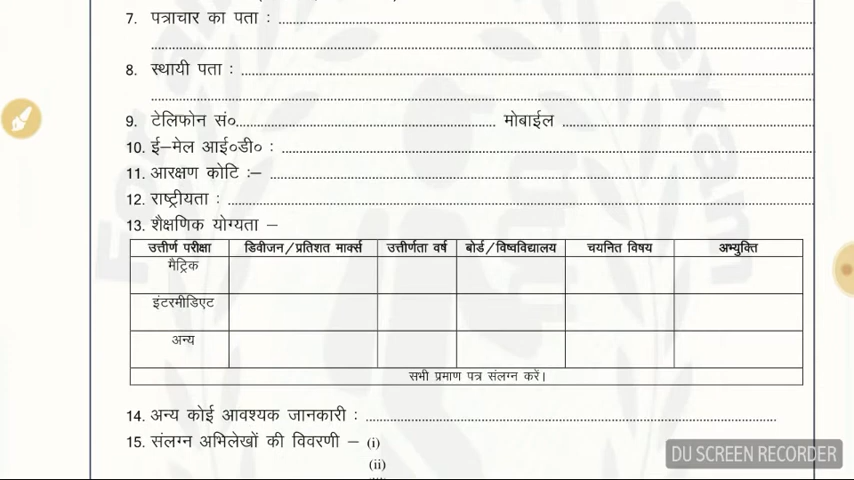 7. पत्राचार का पता : ....................................................
..............................................................................
8. स्थायी पता : ..............................................................
..............................................................................
9. टेलिफोन सं०.................................................. मोबाईल ..................................................
10. ई–मेल आई०डी० : ....................................................
11. आरक्षण कोटि :– ....................................................
12. राष्ट्रीयता : ....................................................
13. शैक्षणिक योग्यता –
उत्तीर्ण परीक्षा डिवीजन/प्रतिशत मार्क्स उत्तीर्णता वर्ष बोर्ड/विष्वविद्यालय चयनित विषय अभ्युक्ति
मैट्रिक
इंटरमीडिएट
अन्य
सभी प्रमाण पत्र संलग्न करें।
14. अन्य कोई आवश्यक जानकारी : ....................................................
15. संलग्न अभिलेखों की विवरणी – (i)
(ii)
DU SCREEN RECORDER